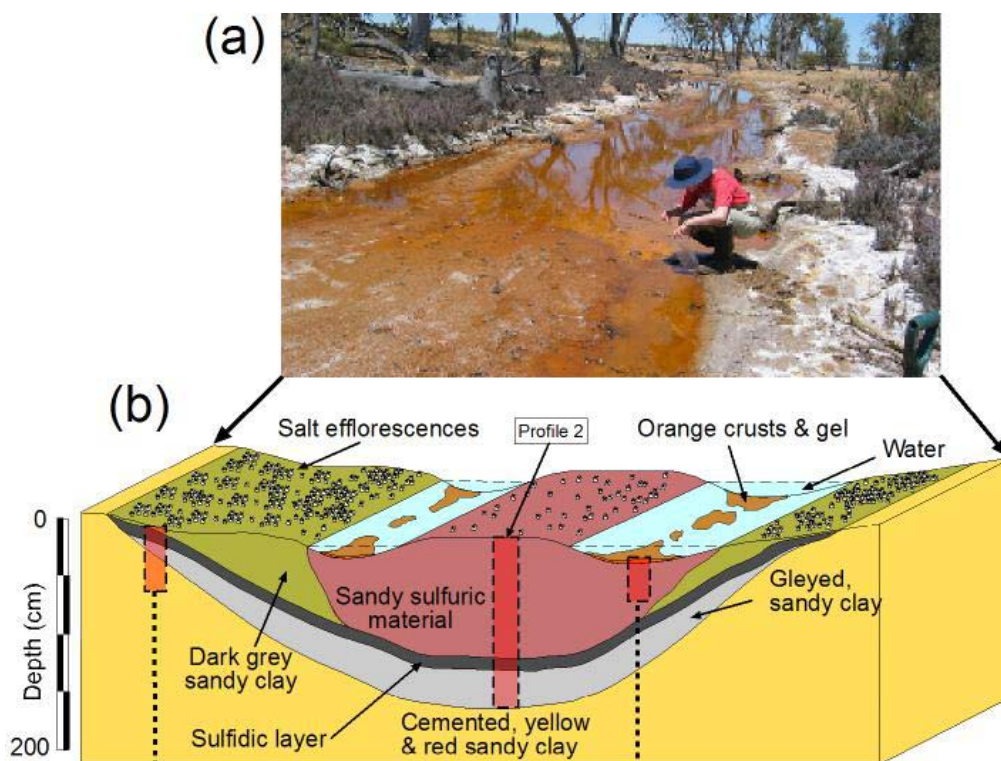 (a)
(b)
Salt efflorescences
Profile 2
Orange crusts & gel
Water
0
Sandy sulfuric
material
Gleyed,
sandy clay
Depth (cm)
Dark grey
sandy clay
Sulfidic layer
Cemented, yellow
& red sandy clay
200